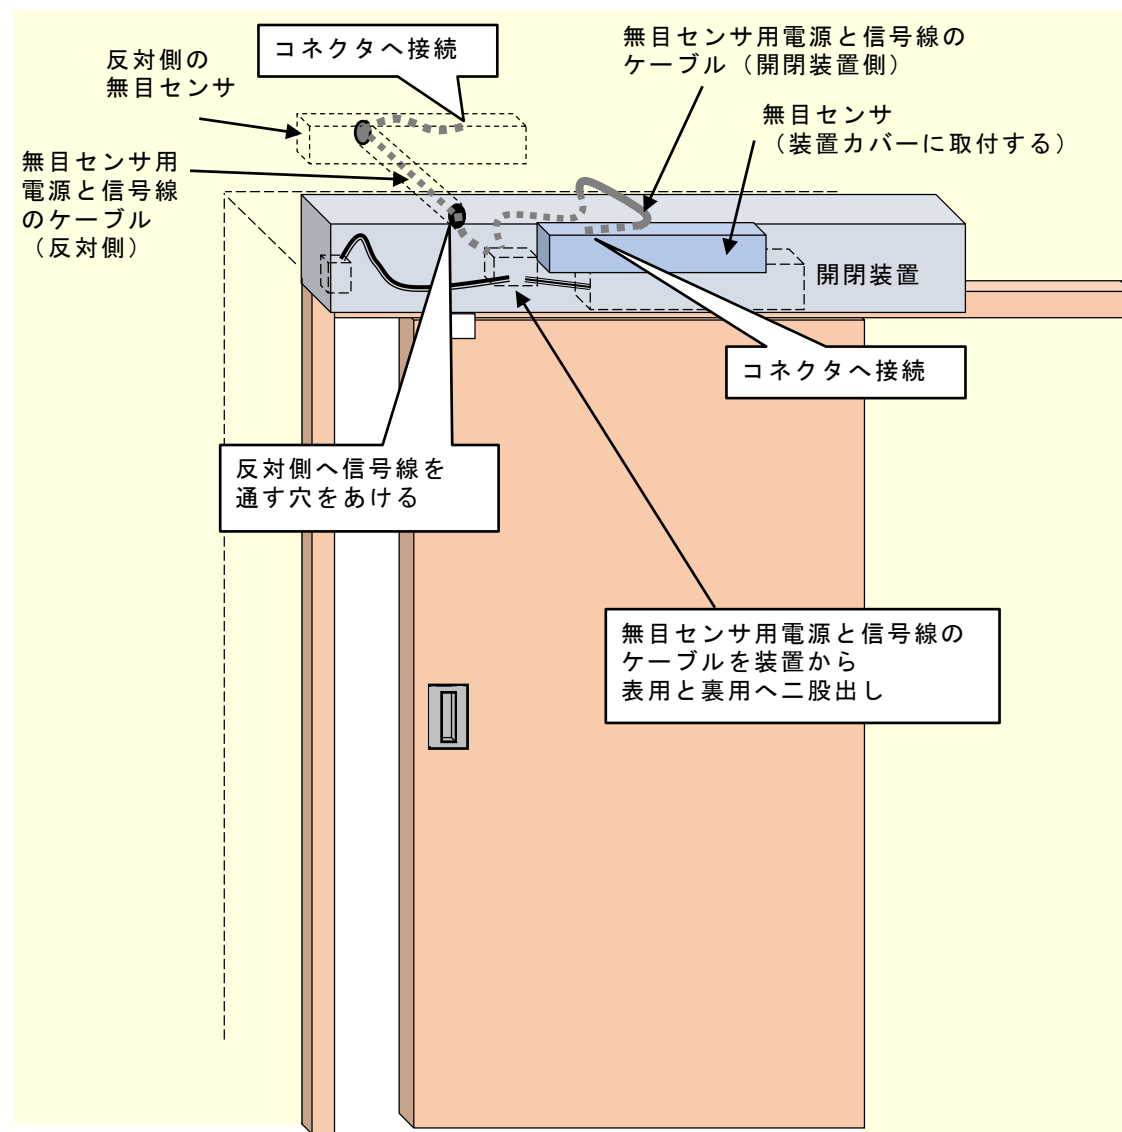 コネクタへ接続
反対側の
無目センサ
無目センサ用電源と信号線の
ケーブル（開閉装置側）
無目センサ
（装置カバーに取付する）
無目センサ用
電源と信号線
のケーブル
（反対側）
開閉装置
コネクタへ接続
反対側へ信号線を
通す穴をあける
無目センサ用電源と信号線の
ケーブルを装置から
表用と裏用へ二股出し